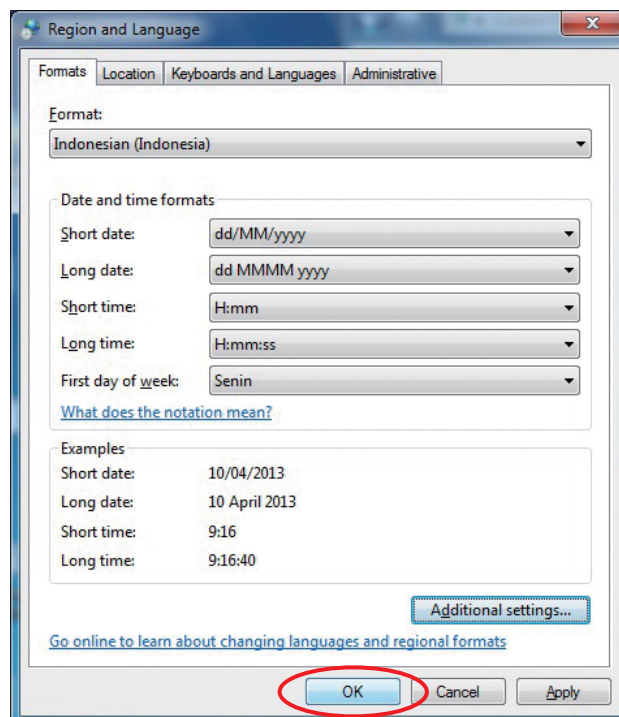 Region and Language
Formats Location Keyboards and Languages Administrative
Format:
Indonesian (Indonesia)
Date and time formats
Short date: dd/MM/yyyy
Long date: dd MMMM yyyy
Short time: H:mm
Long time: H:mm:ss
First day of week: Senin
What does the notation mean?
Examples
Short date: 10/04/2013
Long date: 10 April 2013
Short time: 9:16
Long time: 9:16:40
Additional settings...
Go online to learn about changing languages and regional formats
OK Cancel Apply